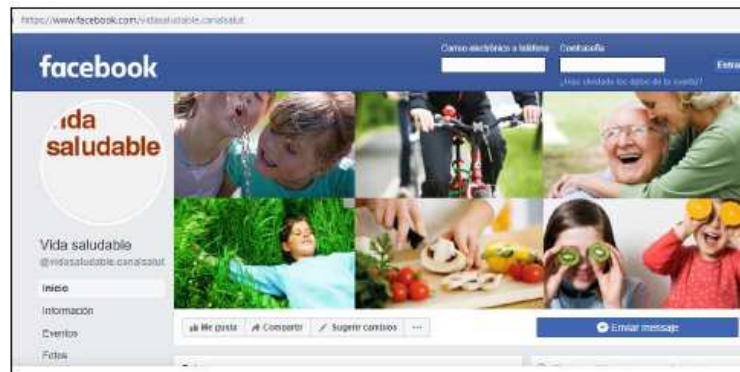 https://www.facebook.com/vidasaludable.canalsalut
facebook
Correo electrónico o teléfono
Contraseña
Entrar
¿Has olvidado los datos de la cuenta?
ida
saludable
Vida saludable
@vidasaludable.canalsalut
Inicio
Información
Eventos
Fotos
Me gusta
Compartir
Sugerir cambios
Enviar mensaje